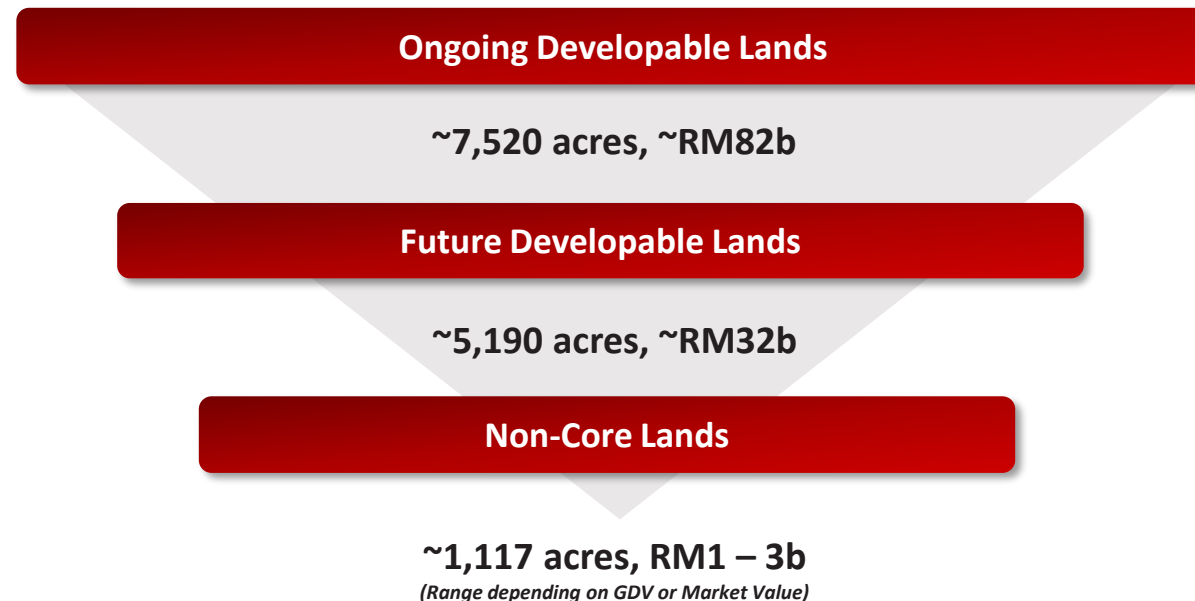 Ongoing Developable Lands
~7,520 acres, ~RM82b
Future Developable Lands
~5,190 acres, ~RM32b
Non-Core Lands
~1,117 acres, RM1 – 3b
(Range depending on GDV or Market Value)